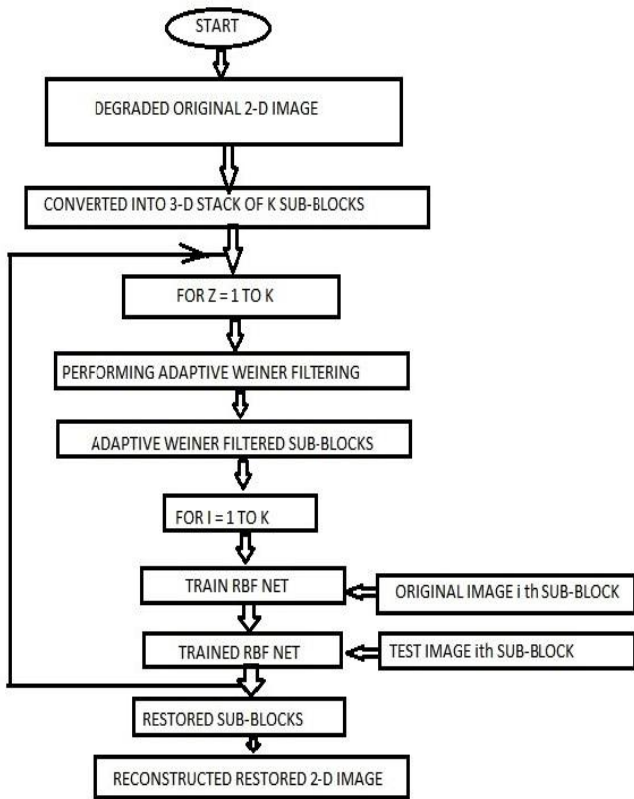 START
DEGRADED ORIGINAL 2-D IMAGE
CONVERTED INTO 3-D STACK OF K SUB-BLOCKS
FOR Z = 1 TO K
PERFORMING ADAPTIVE WEINER FILTERING
ADAPTIVE WEINER FILTERED SUB-BLOCKS
FOR I = 1 TO K
TRAIN RBF NET
ORIGINAL IMAGE i th SUB-BLOCK
TRAINED RBF NET
TEST IMAGE ith SUB-BLOCK
RESTORED SUB-BLOCKS
RECONSTRUCTED RESTORED 2-D IMAGE